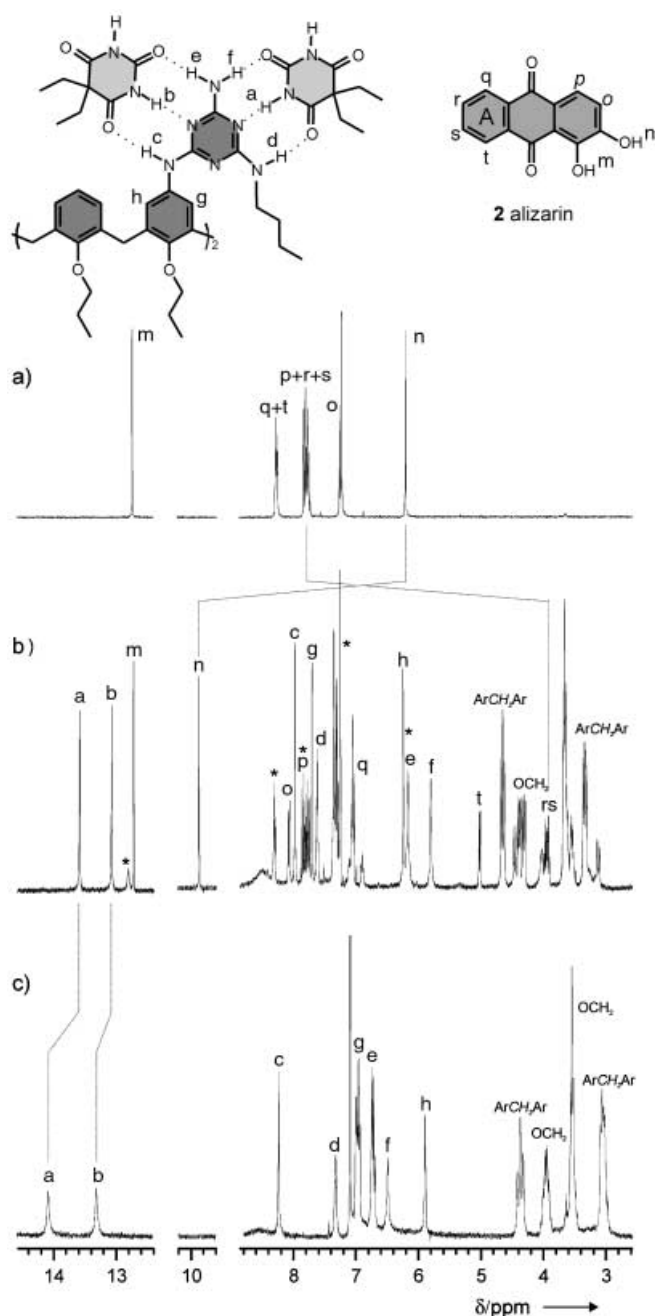 H H
O N O O N O
e f
H N H
N H b N N a H N
O O
O c N O
H N N H d
h g
( ) 2
O O
q O p
r A o
s OH n
t O OH m
2 alizarin
a)
m
q+t
p+r+s
o
n
b)
a
b
*
m
n
*
o
c
*
p
g
d
*
q
h
*
e
f
t
ArCH2Ar
OCH2
rs
ArCH2Ar
c)
a
b
c
d
g
e
f
h
ArCH2Ar
OCH2
OCH2
ArCH2Ar
14 13 10 8 7 6 5 4 3
δ/ppm